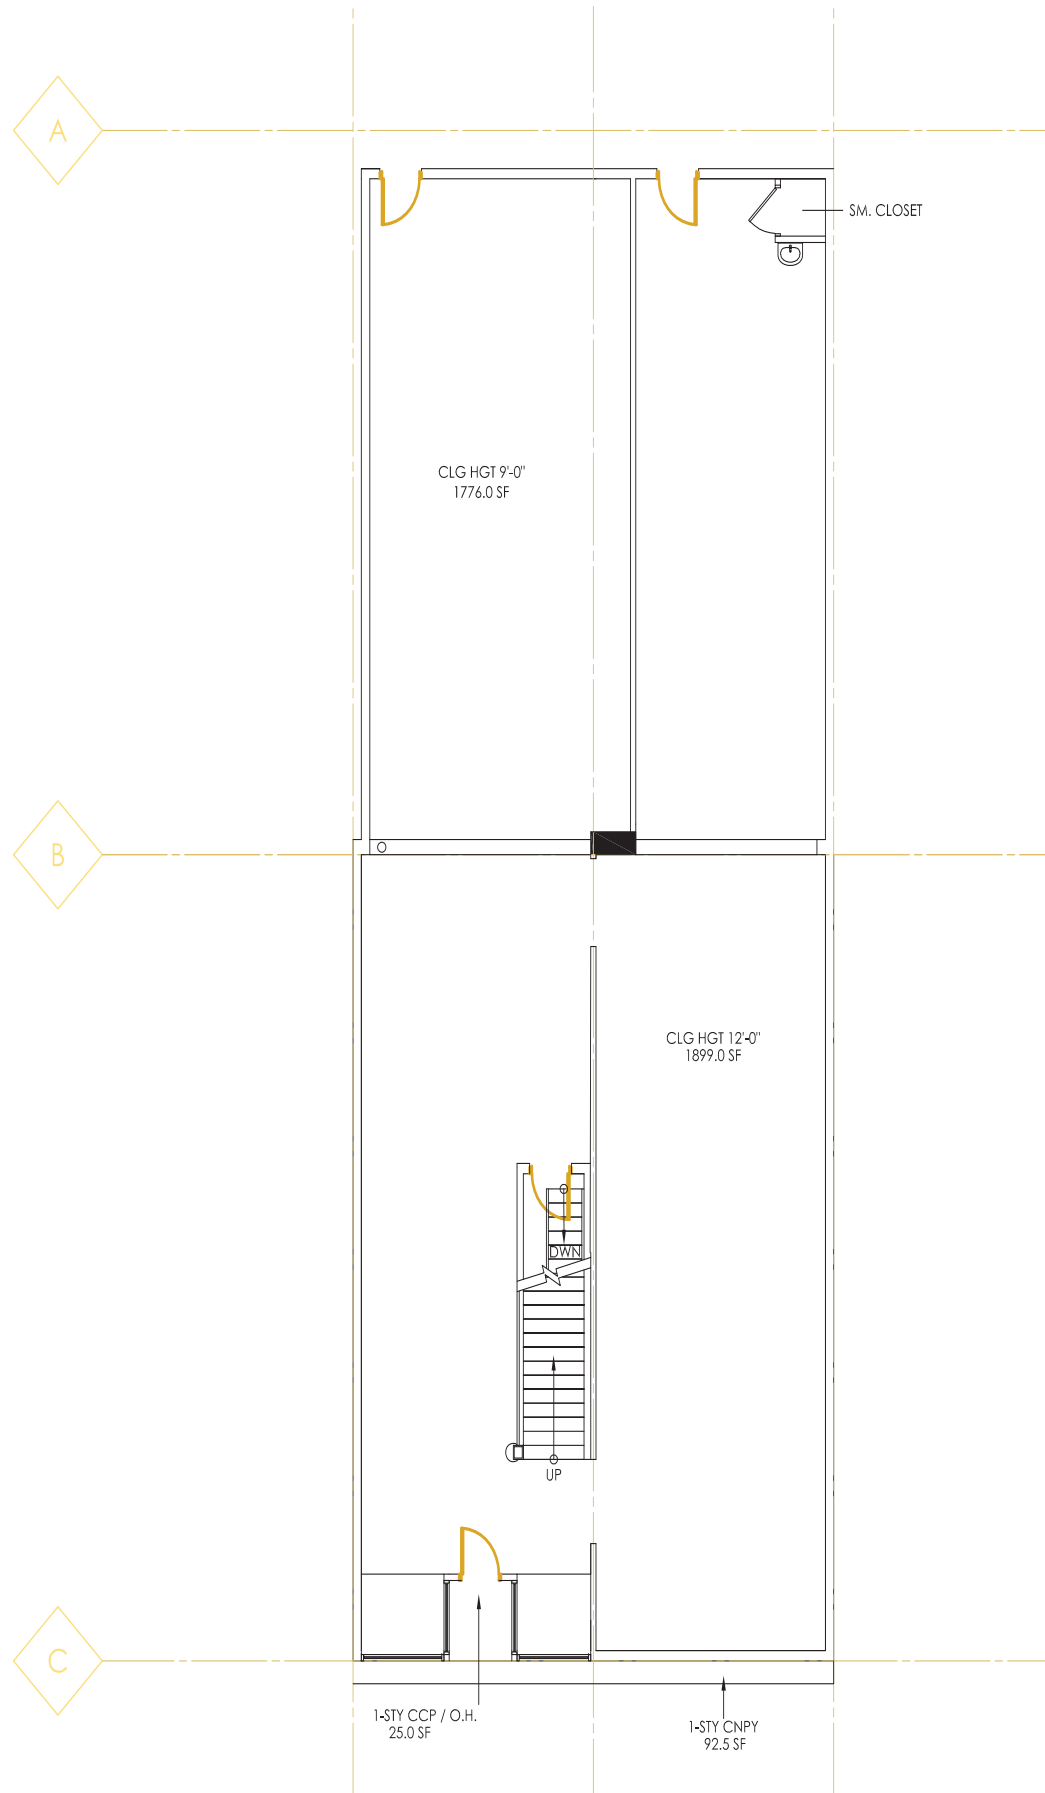 A
SM. CLOSET
CLG HGT 9'-0"
1776.0 SF
B
CLG HGT 12'-0"
1899.0 SF
DWN
UP
C
1-STY CCP / O.H.
25.0 SF
1-STY CNPY
92.5 SF